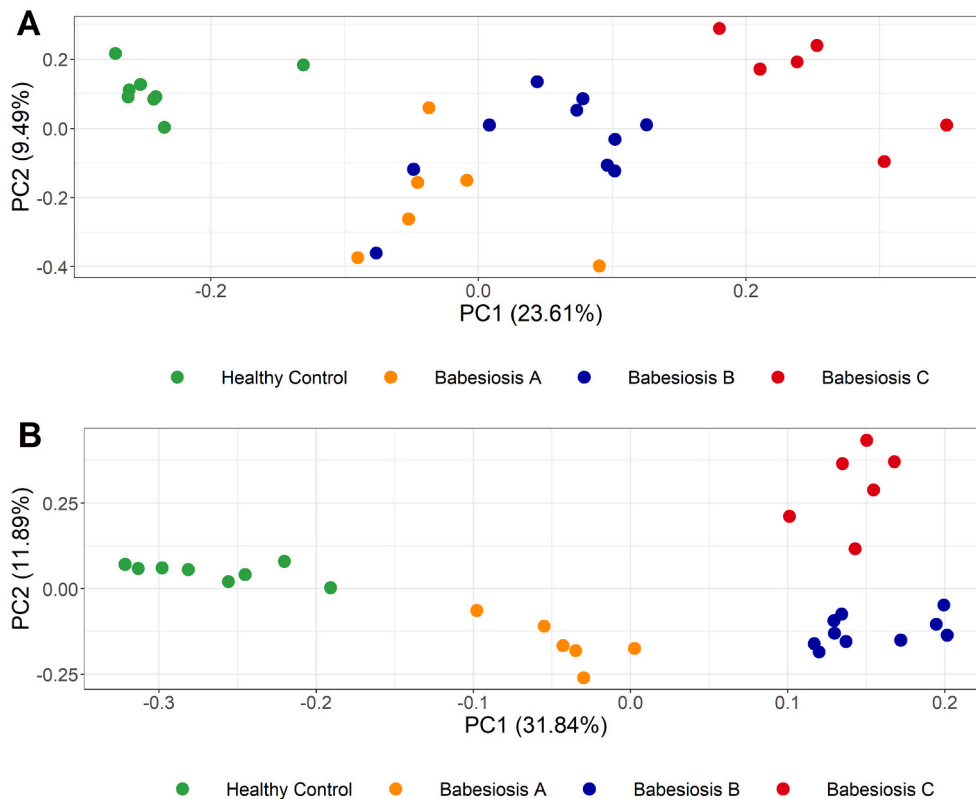 A
0.2
0.0
-0.2
-0.4
PC2 (9.49%)
-0.2 0.0 0.2
PC1 (23.61%)
Healthy Control Babesiosis A Babesiosis B Babesiosis C
B
0.25
0.00
-0.25
PC2 (11.89%)
-0.3 -0.2 -0.1 0.0 0.1 0.2
PC1 (31.84%)
Healthy Control Babesiosis A Babesiosis B Babesiosis C